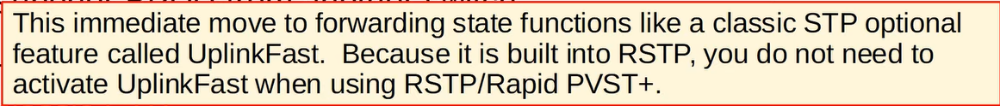 This immediate move to forwarding state functions like a classic STP optional
feature called UplinkFast.  Because it is built into RSTP, you do not need to
activate UplinkFast when using RSTP/Rapid PVST+.